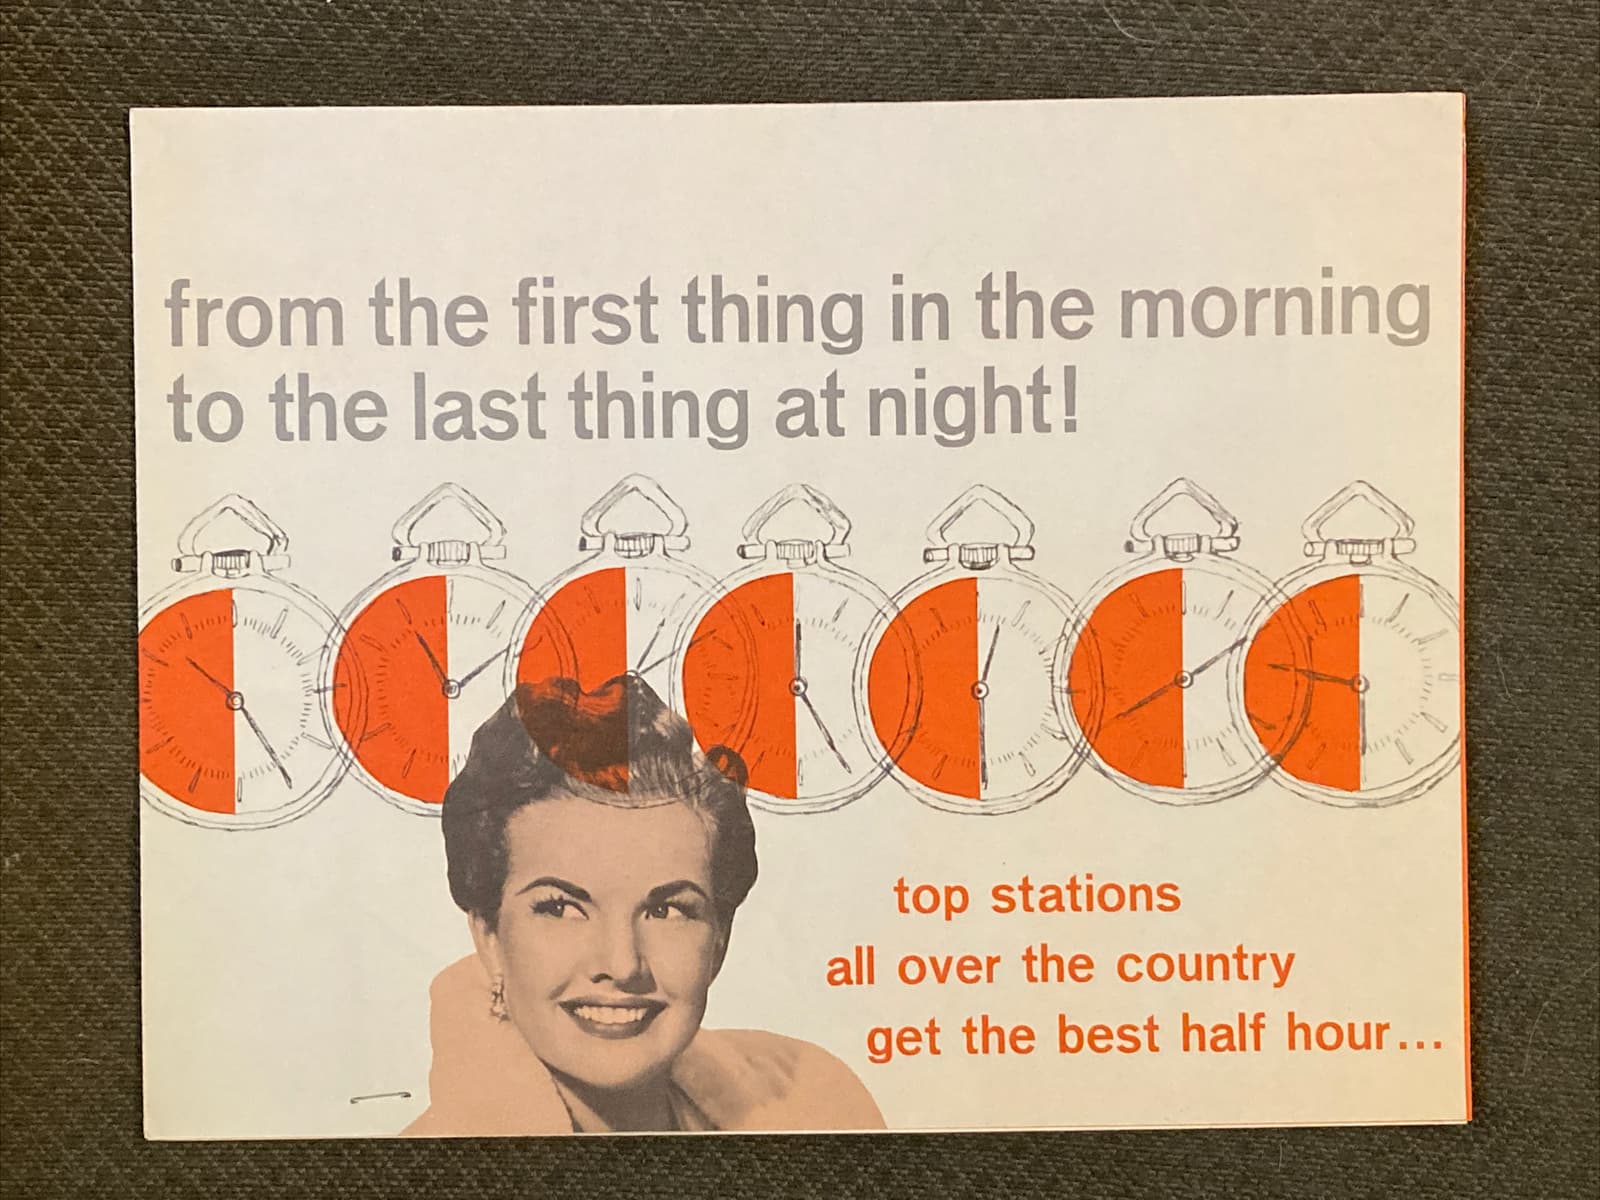 from the first thing in the morning
to the last thing at night!
top stations
all over the country
get the best half hour...